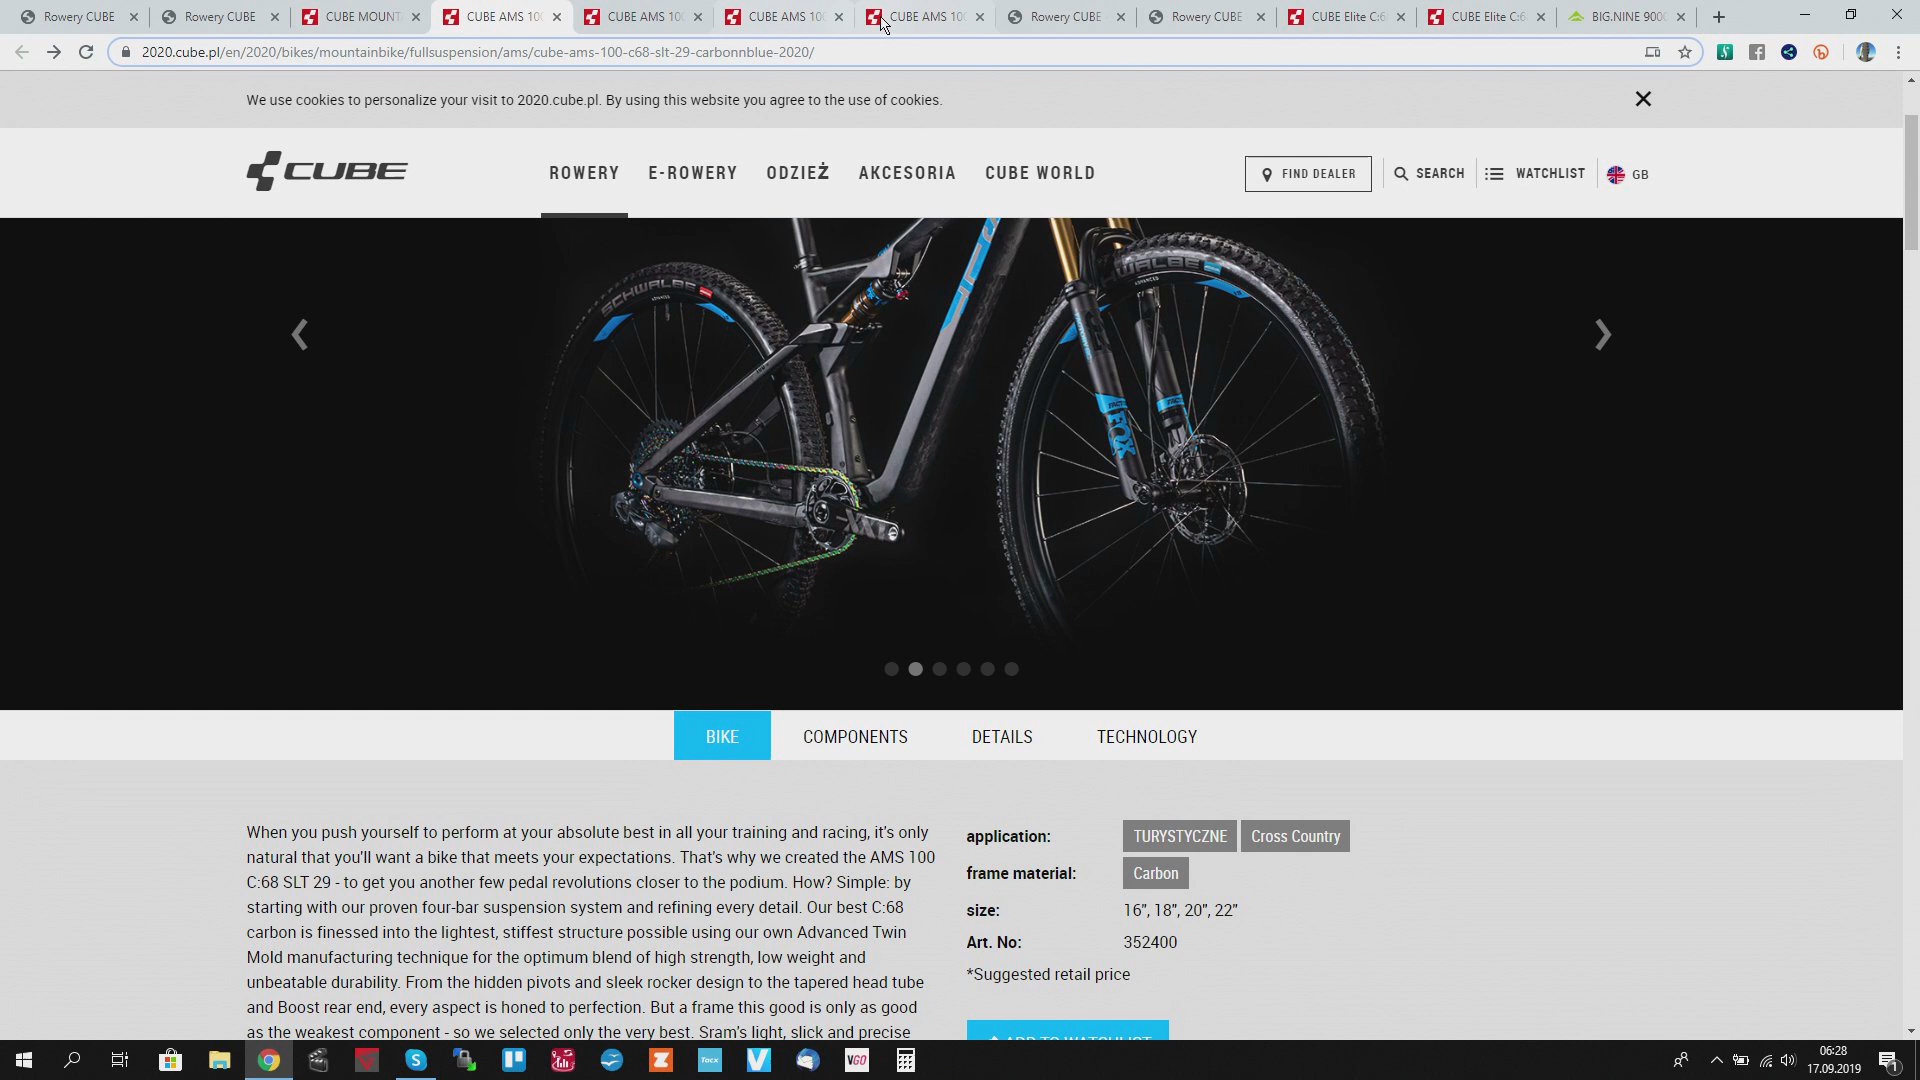 Rowery CUBE
Rowery CUBE
CUBE MOUNT
CUBE AMS 100
CUBE AMS 100
CUBE AMS 100
CUBE AMS 100
Rowery CUBE
Rowery CUBE
CUBE Elite C:6
CUBE Elite C:6
BIG.NINE 9000
2020.cube.pl/en/2020/bikes/mountainbike/fullsuspension/ams/cube-ams-100-c68-slt-29-carbonnblue-2020/
We use cookies to personalize your visit to 2020.cube.pl. By using this website you agree to the use of cookies.
CUBE
ROWERY
E-ROWERY
ODZIEŻ
AKCESORIA
CUBE WORLD
FIND DEALER
SEARCH
WATCHLIST
GB
SCHWALBE
WALBE
FOX
BIKE
COMPONENTS
DETAILS
TECHNOLOGY
When you push yourself to perform at your absolute best in all your training and racing, it's only
natural that you'll want a bike that meets your expectations. That's why we created the AMS 100
C:68 SLT 29 - to get you another few pedal revolutions closer to the podium. How? Simple: by
starting with our proven four-bar suspension system and refining every detail. Our best C:68
carbon is finessed into the lightest, stiffest structure possible using our own Advanced Twin
Mold manufacturing technique for the optimum blend of high strength, low weight and
unbeatable durability. From the hidden pivots and sleek rocker design to the tapered head tube
and Boost rear end, every aspect is honed to perfection. But a frame this good is only as good
as the weakest component - so we selected only the very best. Sram's light, slick and precise
application: TURYSTYCZNE Cross Country
frame material: Carbon
size: 16", 18", 20", 22"
Art. No: 352400
*Suggested retail price
ADD TO WATCHLIST
Tacx
VGO
06:28
17.09.2019
1